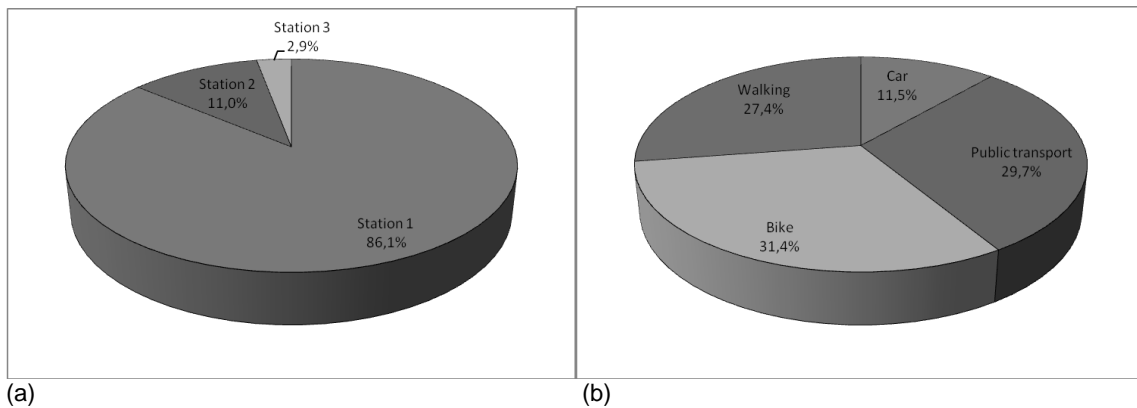 Station 3
2,9%
Station 2
11,0%
Station 1
86,1%
(a)
Walking
27,4%
Car
11,5%
Public transport
29,7%
Bike
31,4%
(b)